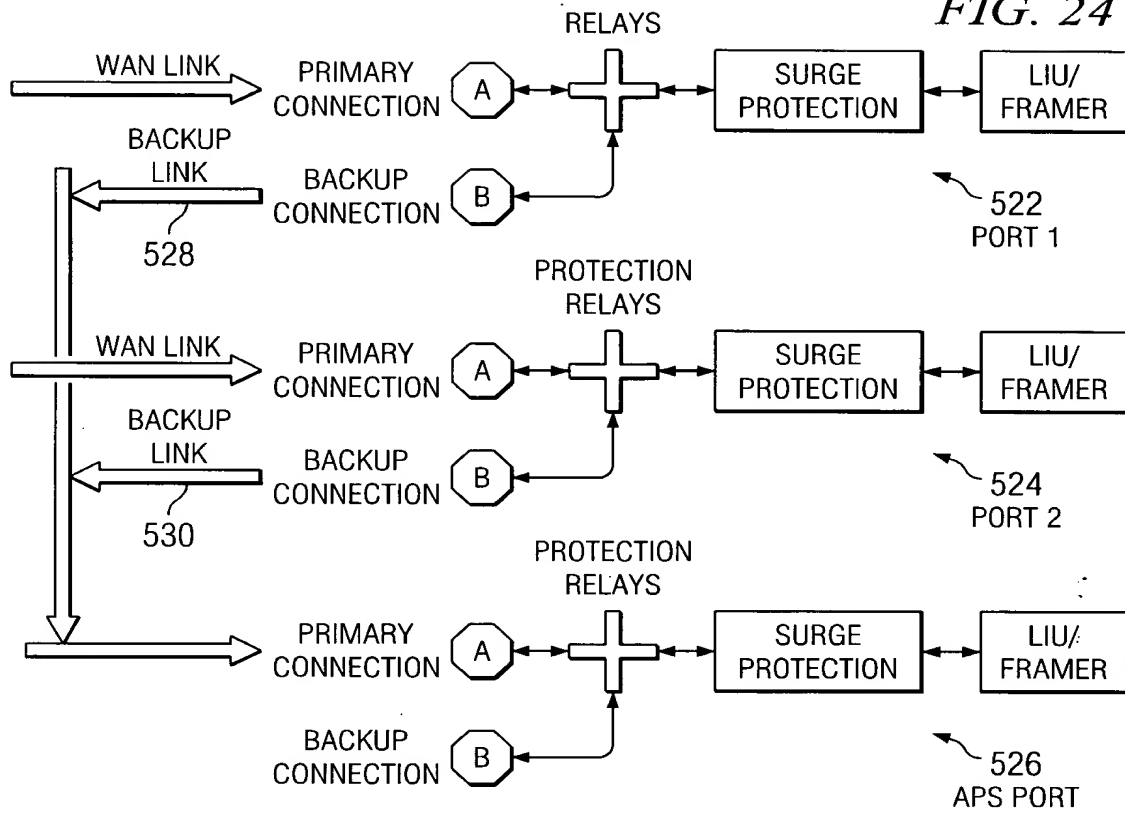 FIG. 24
RELAYS
WAN LINK
PRIMARY
CONNECTION
A
SURGE
PROTECTION
LIU/
FRAMER
BACKUP
LINK
528
BACKUP
CONNECTION
B
522
PORT 1
PROTECTION
RELAYS
WAN LINK
PRIMARY
CONNECTION
A
SURGE
PROTECTION
LIU/
FRAMER
BACKUP
LINK
530
BACKUP
CONNECTION
B
524
PORT 2
PROTECTION
RELAYS
PRIMARY
CONNECTION
A
SURGE
PROTECTION
LIU/
FRAMER
BACKUP
CONNECTION
B
526
APS PORT